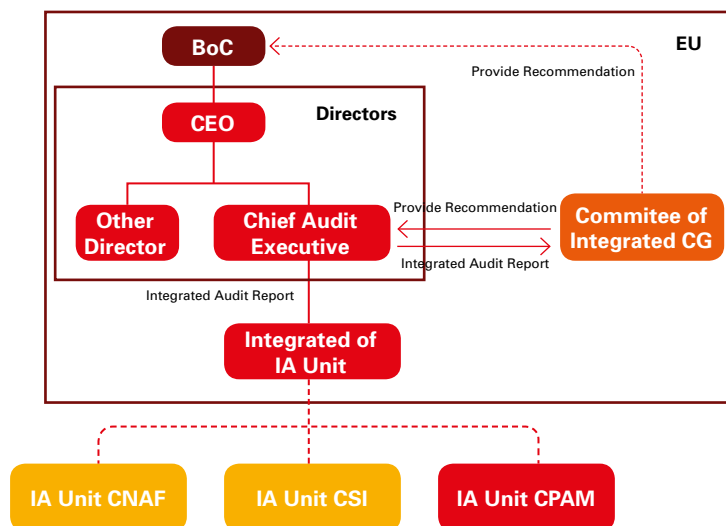 BoC
EU
Provide Recommendation
Directors
CEO
Other
Director
Chief Audit
Executive
Provide Recommendation
Integrated Audit Report
Commitee of
Integrated CG
Integrated Audit Report
Integrated of
IA Unit
IA Unit CNAF
IA Unit CSI
IA Unit CPAM